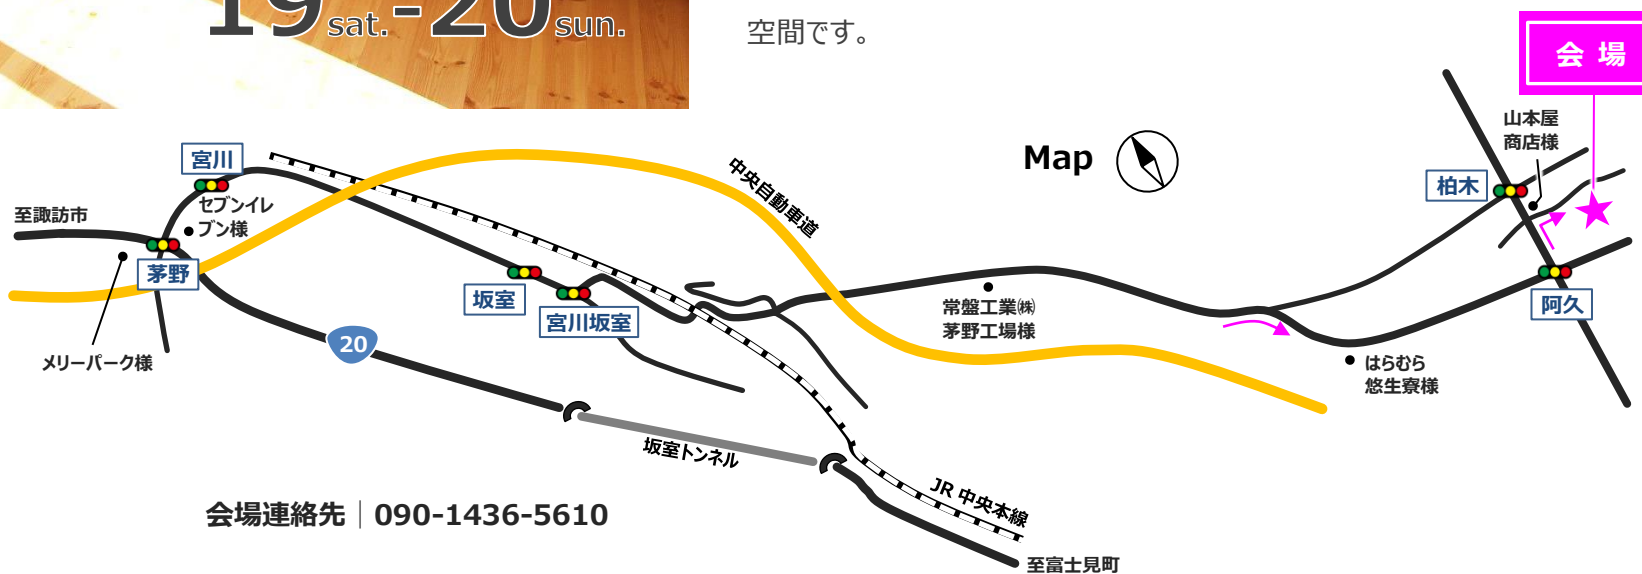 19 sat. - 20 sun.
空間です。
会 場
山本屋
商店様
Map
宮川
中央自動車道
柏木
セブンイレ
ブン様
至諏訪市
茅野
坂室
宮川坂室
常盤工業㈱
茅野工場様
阿久
20
メリーパーク様
はらむら
悠生寮様
坂室トンネル
JR 中央本線
会場連絡先｜090-1436-5610
至富士見町